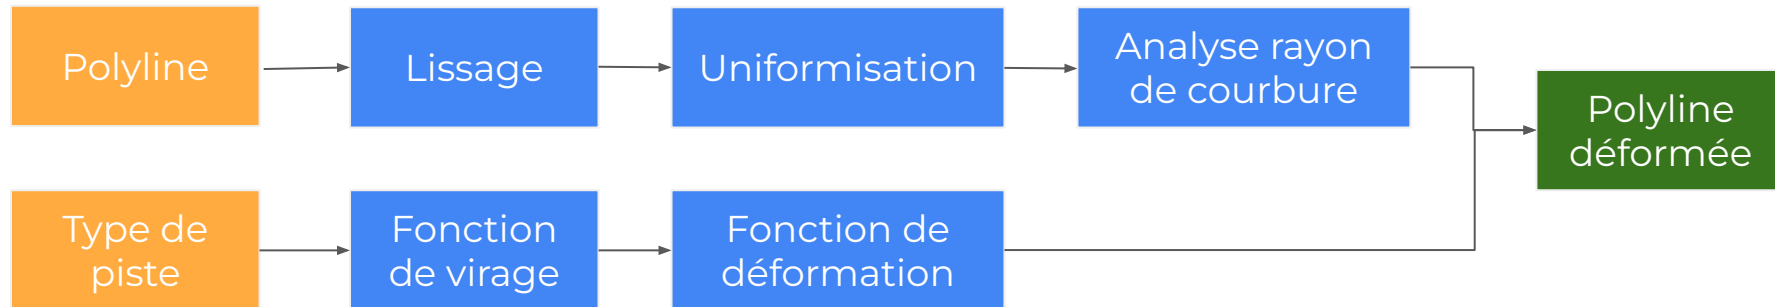 Polyline
Lissage
Uniformisation
Analyse rayon
de courbure
Polyline
déformée
Type de
piste
Fonction
de virage
Fonction de
déformation